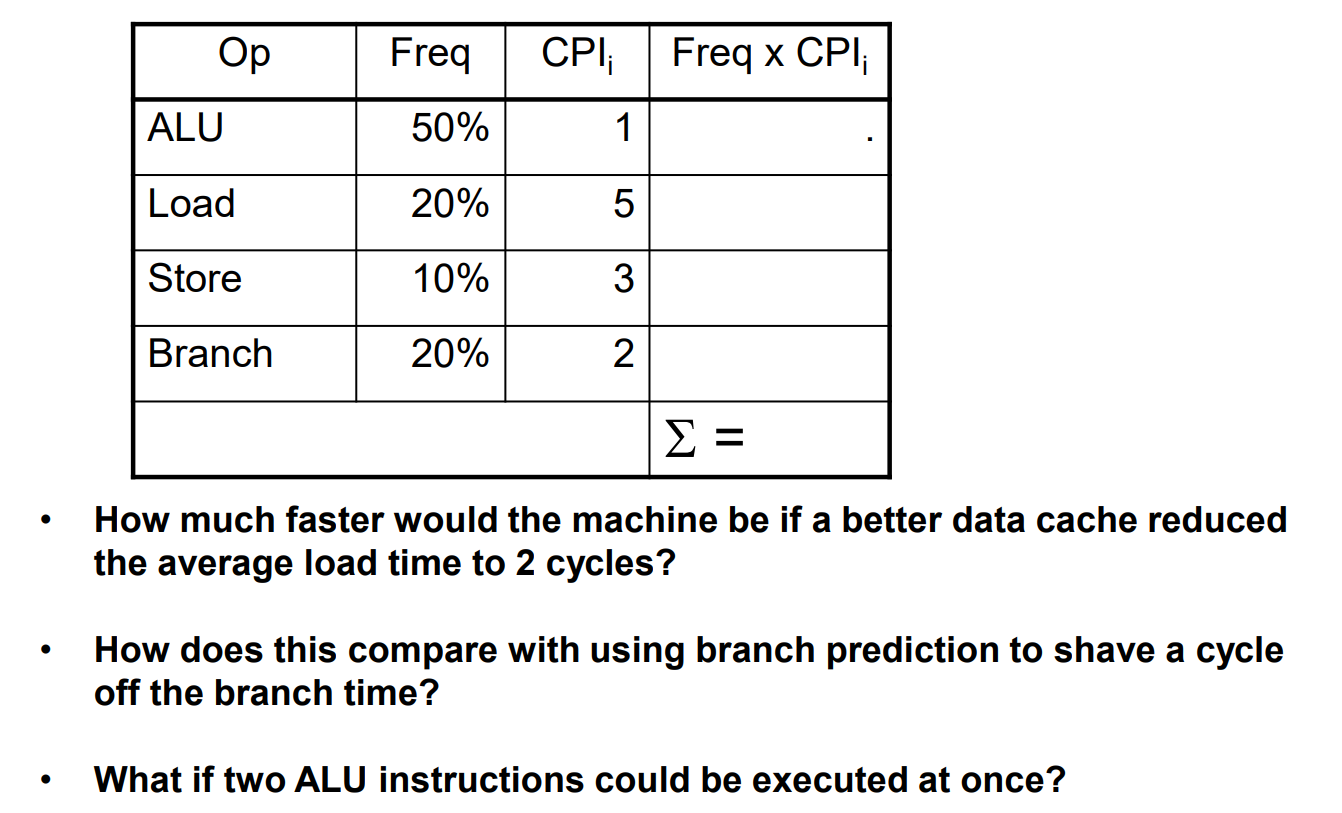 Op Freq CPIi Freq x CPIi
ALU 50% 1 .
Load 20% 5
Store 10% 3
Branch 20% 2
Σ =
• How much faster would the machine be if a better data cache reduced
the average load time to 2 cycles?
• How does this compare with using branch prediction to shave a cycle
off the branch time?
• What if two ALU instructions could be executed at once?